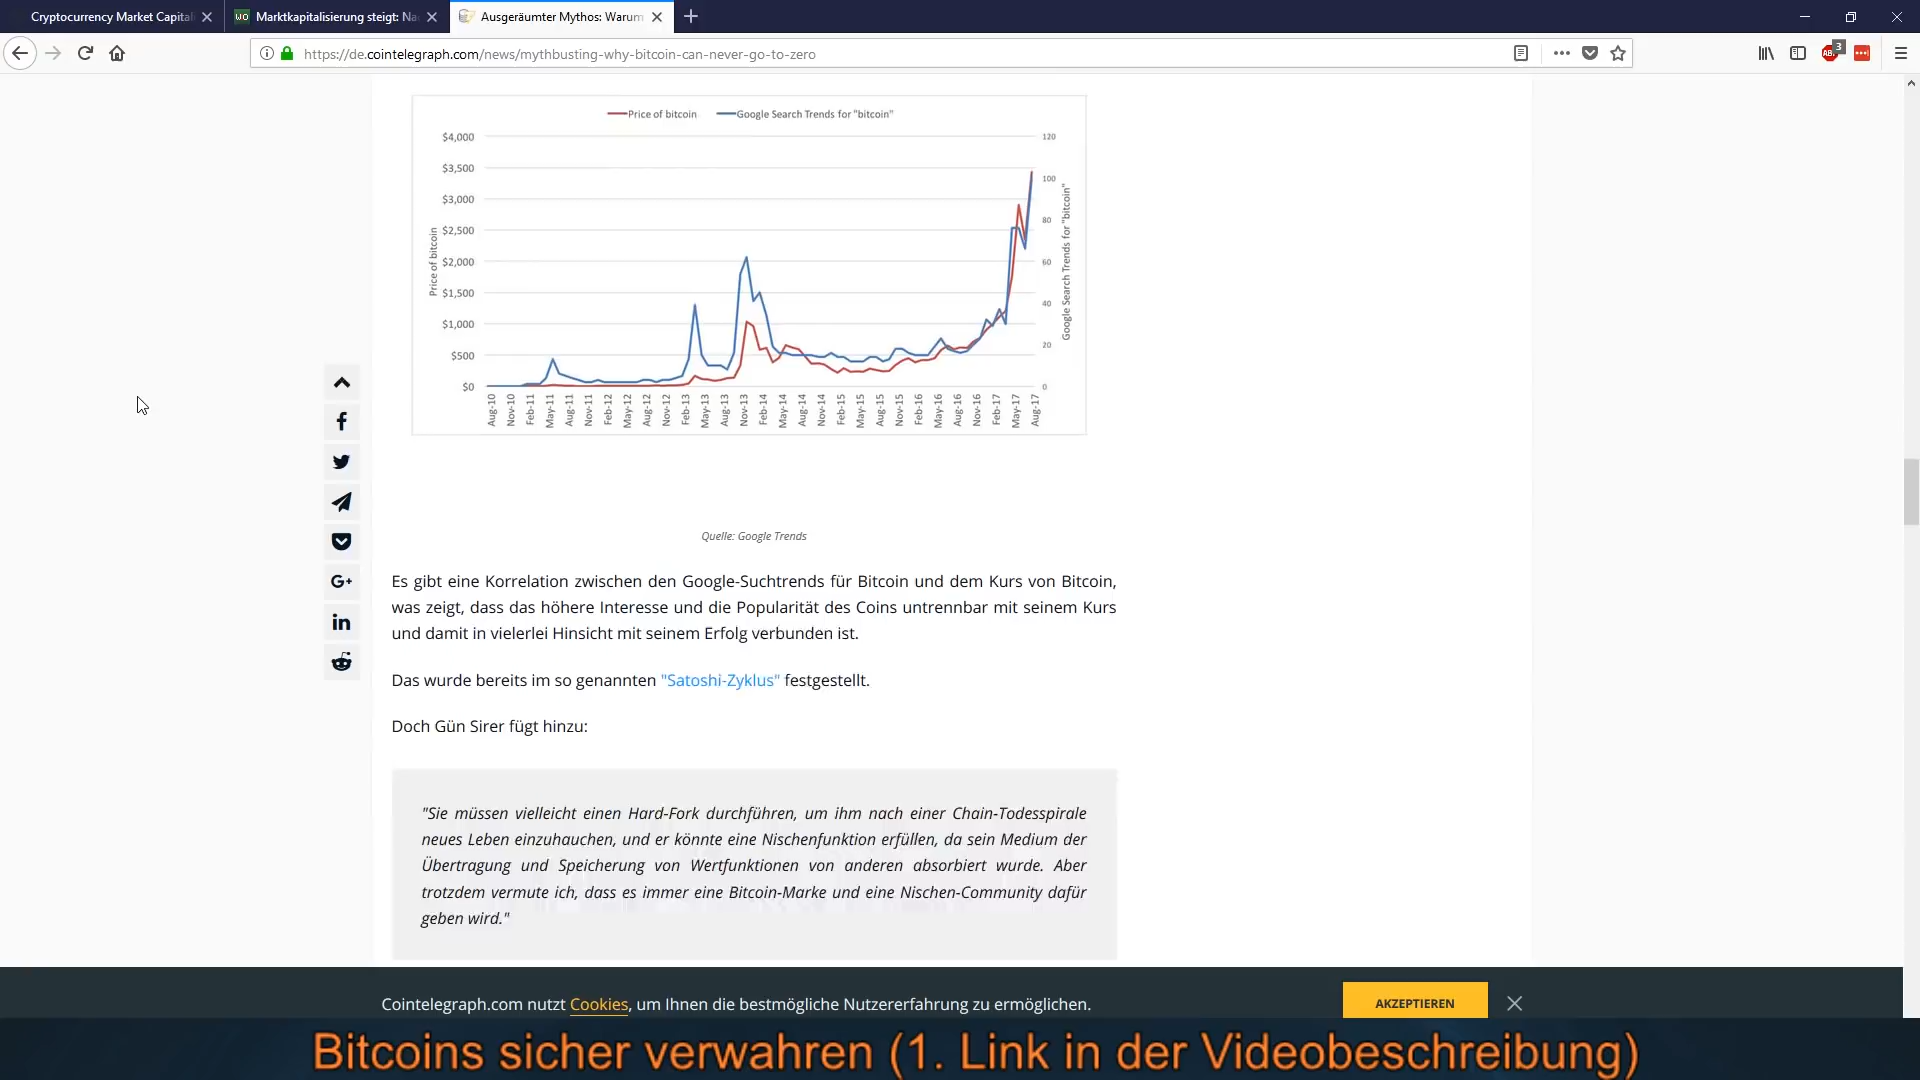 Cryptocurrency Market Capital
Marktkapitalisierung steigt: Na
Ausgeräumter Mythos: Warum
https://de.cointelegraph.com/news/mythbusting-why-bitcoin-can-never-go-to-zero
3
Price of bitcoin
Google Search Trends for "bitcoin"
$4,000
$3,500
$3,000
$2,500
$2,000
$1,500
$1,000
$500
$0
Price of bitcoin
120
100
80
60
40
20
0
Google Search Trends for "bitcoin"
Aug-10
Nov-10
Feb-11
May-11
Aug-11
Nov-11
Feb-12
May-12
Aug-12
Nov-12
Feb-13
May-13
Aug-13
Nov-13
Feb-14
May-14
Aug-14
Nov-14
Feb-15
May-15
Aug-15
Nov-15
Feb-16
May-16
Aug-16
Nov-16
Feb-17
May-17
Aug-17
Quelle: Google Trends
Es gibt eine Korrelation zwischen den Google-Suchtrends für Bitcoin und dem Kurs von Bitcoin,
was zeigt, dass das höhere Interesse und die Popularität des Coins untrennbar mit seinem Kurs
und damit in vielerlei Hinsicht mit seinem Erfolg verbunden ist.
Das wurde bereits im so genannten "Satoshi-Zyklus" festgestellt.
Doch Gün Sirer fügt hinzu:
"Sie müssen vielleicht einen Hard-Fork durchführen, um ihm nach einer Chain-Todesspirale
neues Leben einzuhauchen, und er könnte eine Nischenfunktion erfüllen, da sein Medium der
Übertragung und Speicherung von Wertfunktionen von anderen absorbiert wurde. Aber
trotzdem vermute ich, dass es immer eine Bitcoin-Marke und eine Nischen-Community dafür
geben wird."
Cointelegraph.com nutzt Cookies, um Ihnen die bestmögliche Nutzererfahrung zu ermöglichen.
AKZEPTIEREN
Bitcoins sicher verwahren (1. Link in der Videobeschreibung)